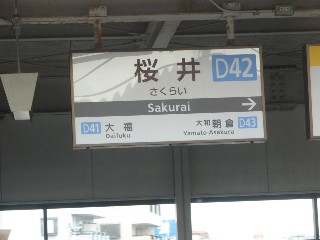 桜井 D42
さくらい
Sakurai →
D41 大福 大和朝倉 D43
Daifuku Yamato-Asakura